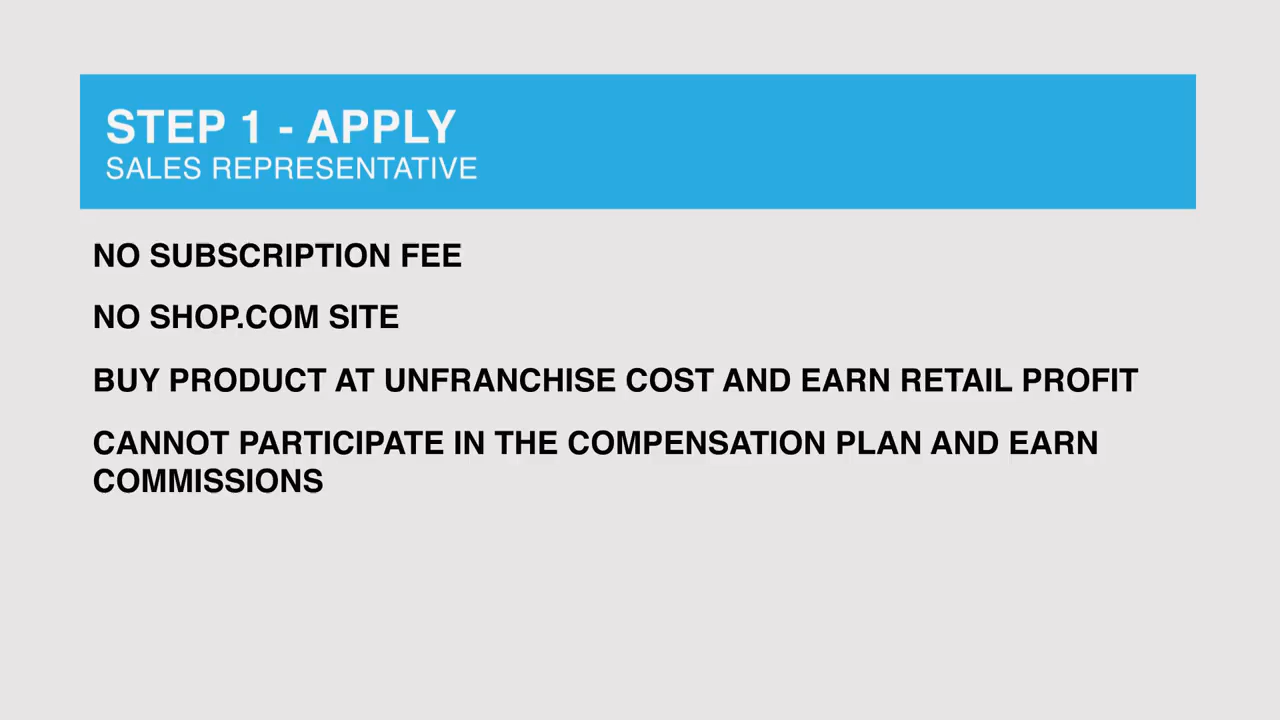 STEP 1 - APPLY
SALES REPRESENTATIVE
NO SUBSCRIPTION FEE
NO SHOP.COM SITE
BUY PRODUCT AT UNFRANCHISE COST AND EARN RETAIL PROFIT
CANNOT PARTICIPATE IN THE COMPENSATION PLAN AND EARN
COMMISSIONS